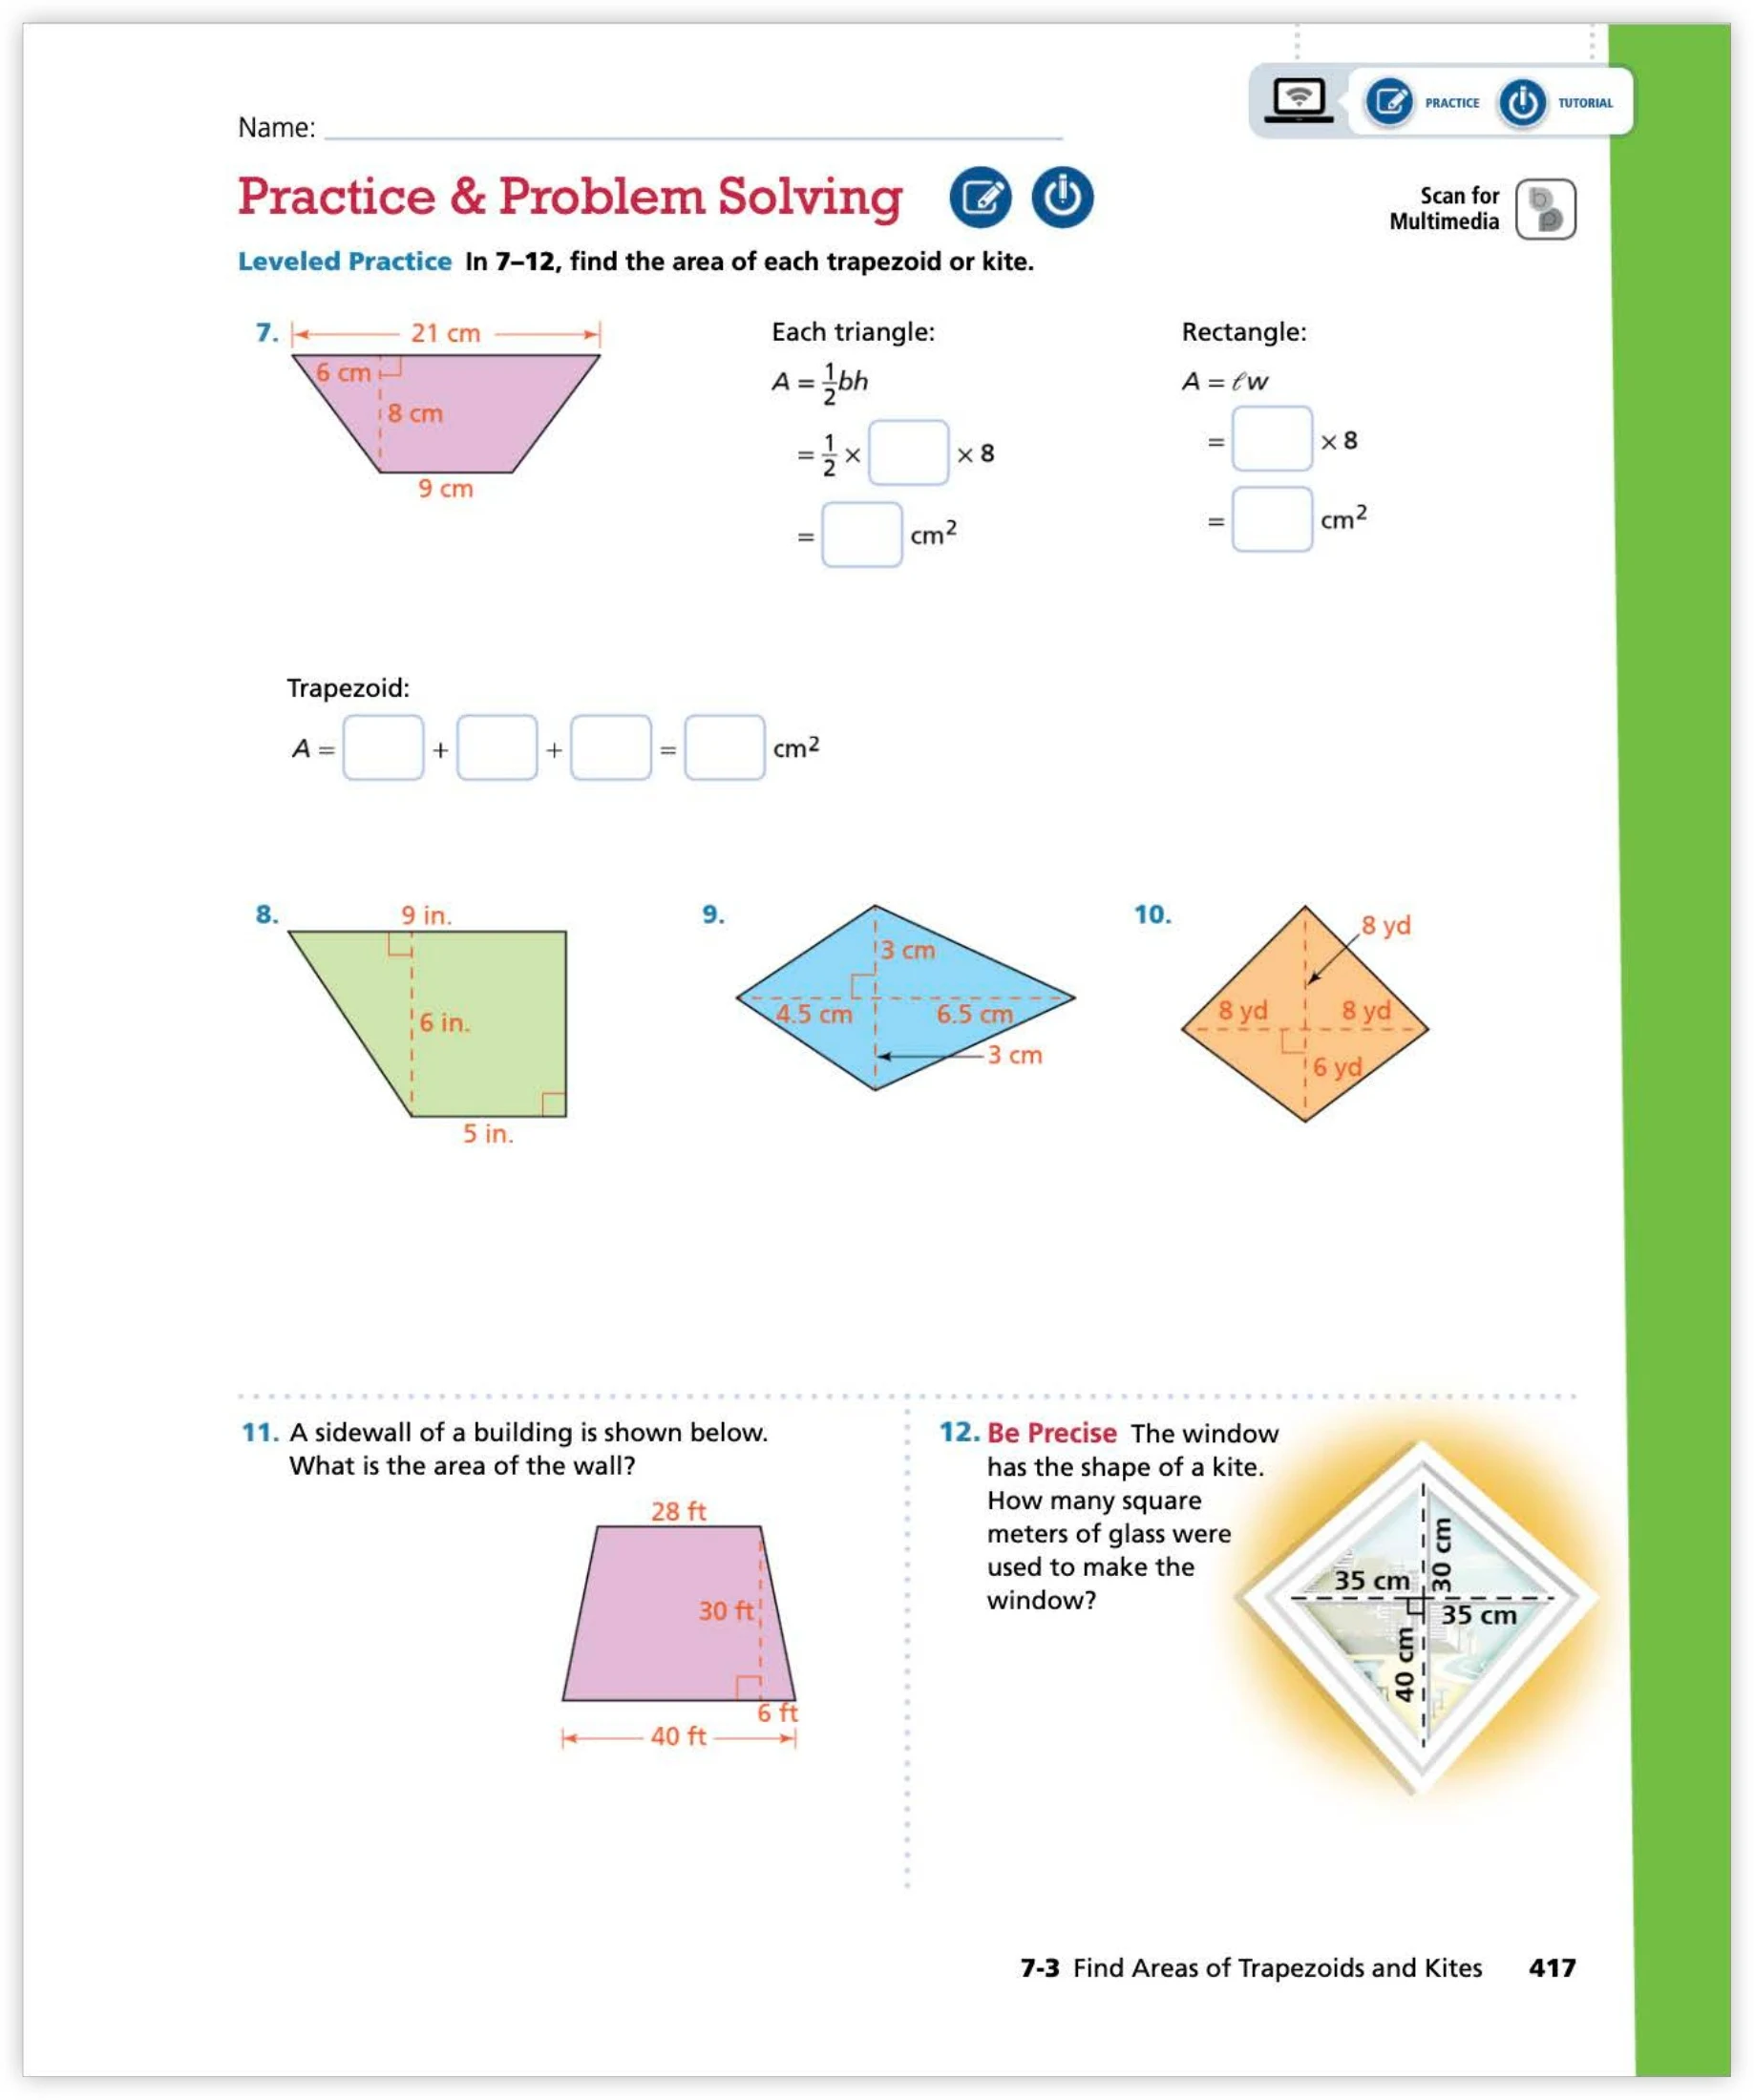 PRACTICE TUTORIAL
Name:
Practice & Problem Solving
Scan for
Multimedia
Leveled Practice In 7–12, find the area of each trapezoid or kite.
7.
21 cm
6 cm
8 cm
9 cm
Each triangle:
A = 1/2 bh
= 1/2 × × 8
= cm²
Rectangle:
A = ℓw
= × 8
= cm²
Trapezoid:
A = + + = cm²
8.
9 in.
6 in.
5 in.
9.
3 cm
4.5 cm 6.5 cm
3 cm
10.
8 yd
8 yd 8 yd
6 yd
11. A sidewall of a building is shown below.
What is the area of the wall?
28 ft
30 ft
6 ft
40 ft
12. Be Precise The window
has the shape of a kite.
How many square
meters of glass were
used to make the
window?
30 cm
35 cm
35 cm
40 cm
7-3 Find Areas of Trapezoids and Kites 417